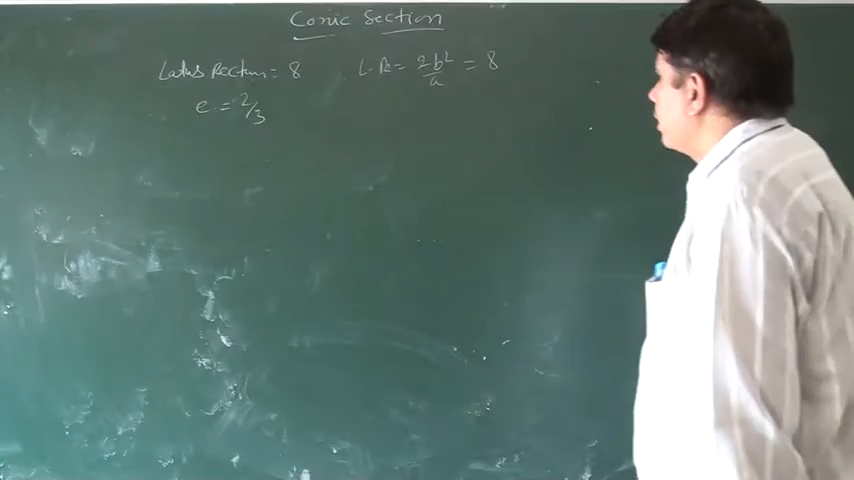 Conic Section
Latus Rectum = 8 L.R = 2b²/a = 8
e = 2/3